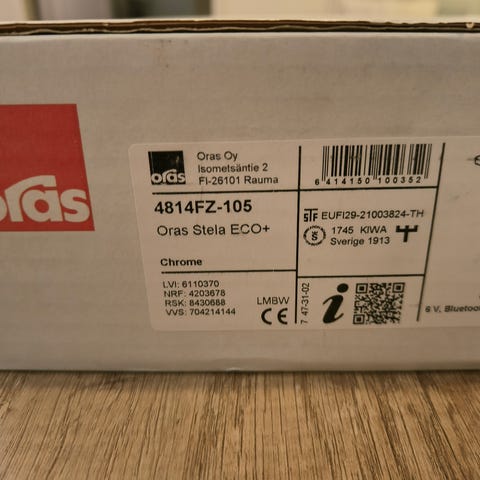 oras
oras
Oras Oy
Isometsäntie 2
FI-26101 Rauma
6 414150 100352
4814FZ-105
Oras Stela ECO+
Chrome
LVI: 6110370
NRF: 4203678
RSK: 8430688
VVS: 704214144
LMBW
CE
STF EUFI29-21003824-TH
1745 KIWA
Sverige 1913
7 47-31-02
i
6 V, Bluetoo